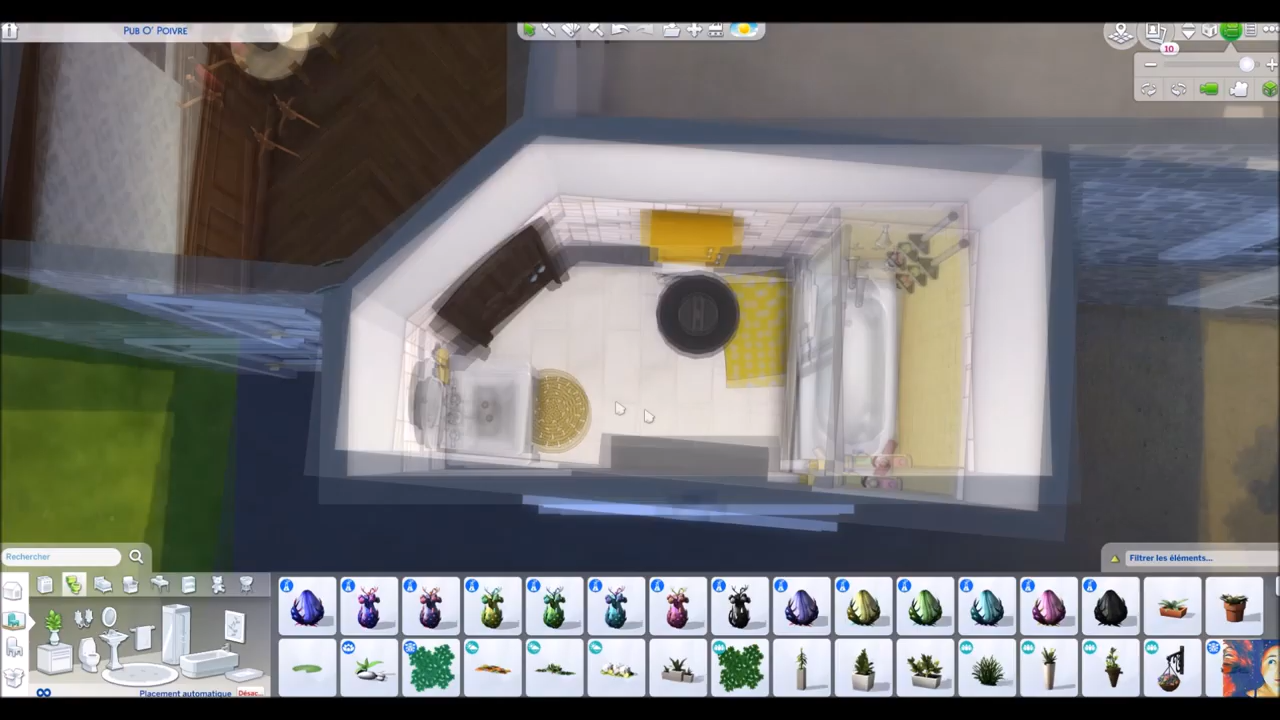 PUB O' POIVRE
10
Rechercher
Filtrer les éléments...
Placement automatique
Désac...